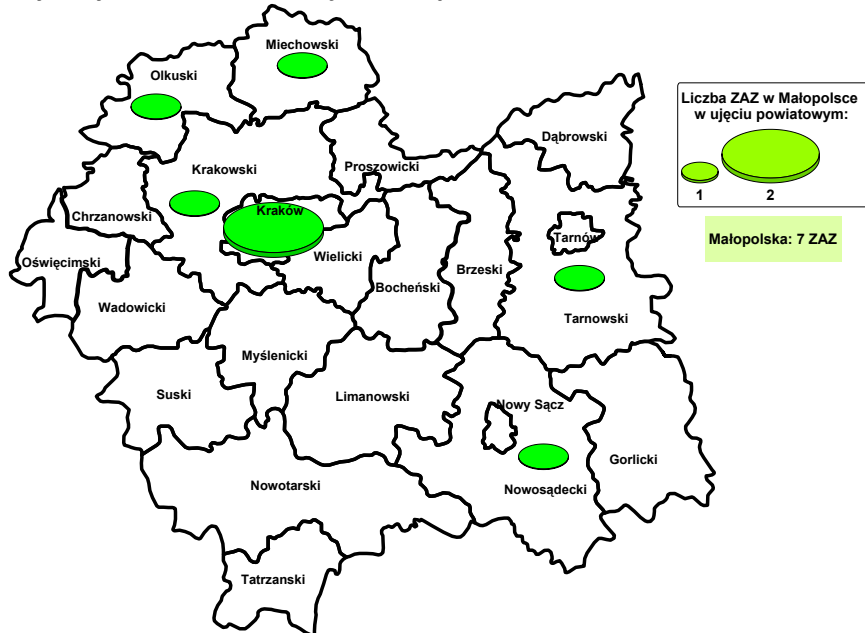 Miechowski
Olkuski
Liczba ZAZ w Małopolsce
w ujęciu powiatowym:
1 2
Małopolska: 7 ZAZ
Dąbrowski
Krakowski
Proszowicki
Chrzanowski
Kraków
Tarnów
Oświęcimski
Wielicki
Bocheński
Brzeski
Wadowicki
Tarnowski
Myślenicki
Suski
Limanowski
Nowy Sącz
Gorlicki
Nowotarski
Nowosądecki
Tatrzanski